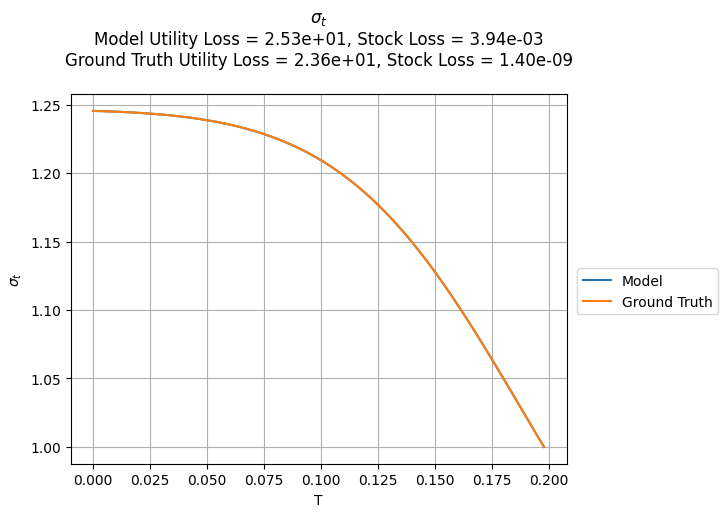 σₜ
Model Utility Loss = 2.53e+01, Stock Loss = 3.94e-03
Ground Truth Utility Loss = 2.36e+01, Stock Loss = 1.40e-09
1.25
1.20
1.15
1.10
1.05
1.00
σₜ
0.000 0.025 0.050 0.075 0.100 0.125 0.150 0.175 0.200
T
Model
Ground Truth